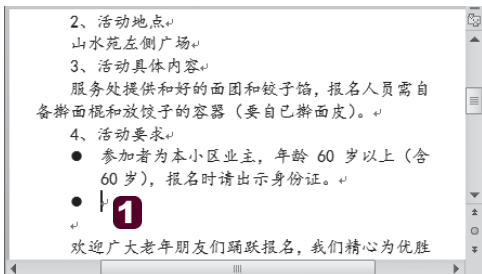 2、活动地点
山水苑左侧广场
3、活动具体内容
服务处提供和好的面团和饺子馅，报名人员需自
备擀面棍和放饺子的容器（要自已擀面皮）。
4、活动要求
● 参加者为本小区业主，年龄 60 岁以上（含
60 岁），报名时请出示身份证。
●
1
欢迎广大老年朋友们踊跃报名，我们精心为优胜